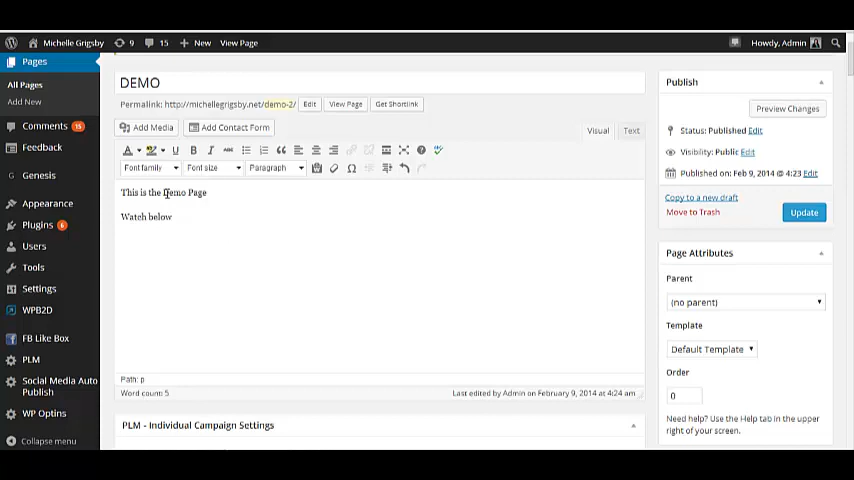 Michelle Grigsby 9 15 New View Page Howdy, Admin
Pages
All Pages
Add New
Comments 15
Feedback
Genesis
Appearance
Plugins 6
Users
Tools
Settings
WPB2D
FB Like Box
PLM
Social Media Auto
Publish
WP Optins
Collapse menu
DEMO
Permalink: http://michellegrigsby.net/demo-2/ Edit View Page Get Shortlink
Add Media Add Contact Form Visual Text
A B I U ABC
Font family Font size Paragraph
This is the Demo Page
Watch below
Path: p
Word count: 5 Last edited by Admin on February 9, 2014 at 4:24 am
PLM - Individual Campaign Settings
Publish
Preview Changes
Status: Published Edit
Visibility: Public Edit
Published on: Feb 9, 2014 @ 4:23 Edit
Copy to a new draft
Move to Trash Update
Page Attributes
Parent
(no parent)
Template
Default Template
Order
0
Need help? Use the Help tab in the upper
right of your screen.